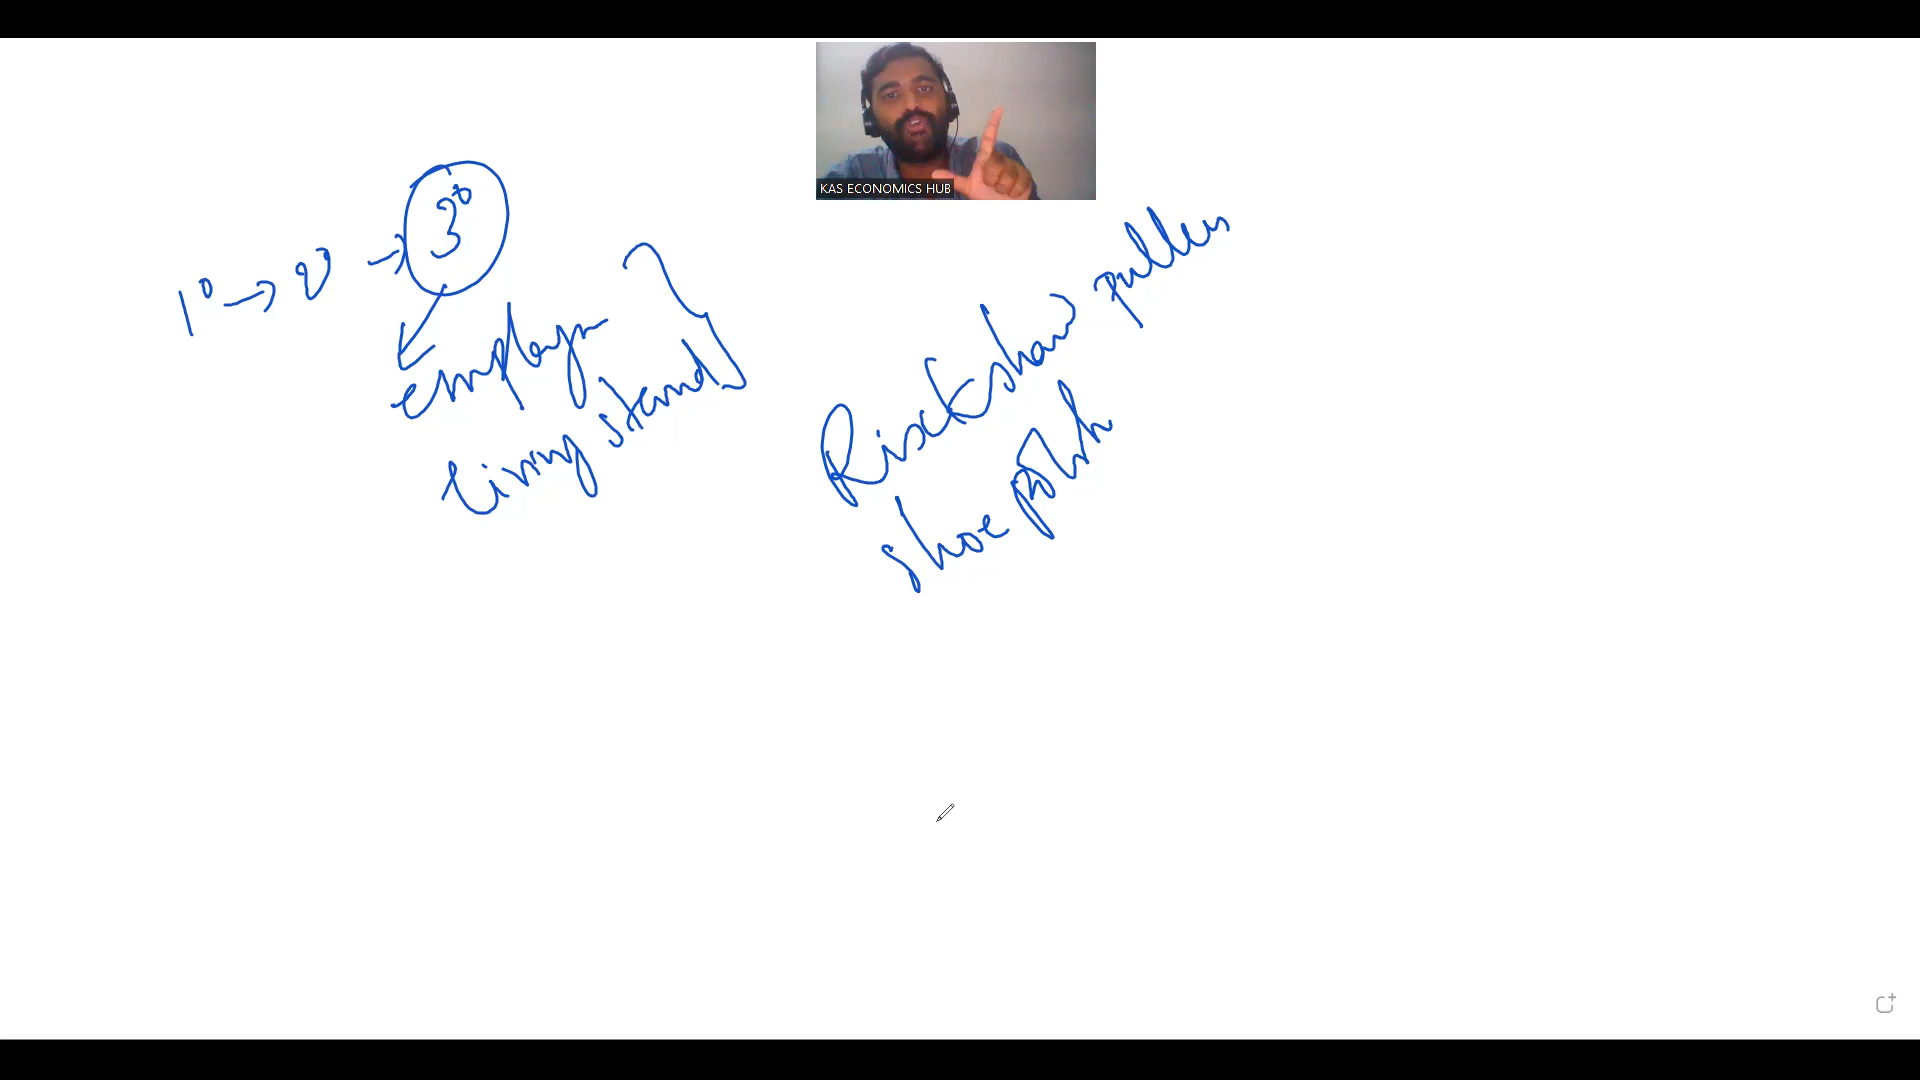 KAS ECONOMICS HUB
1° → 2° → 3°
employm
Living stand
Rickshaw pullers
shoe polish